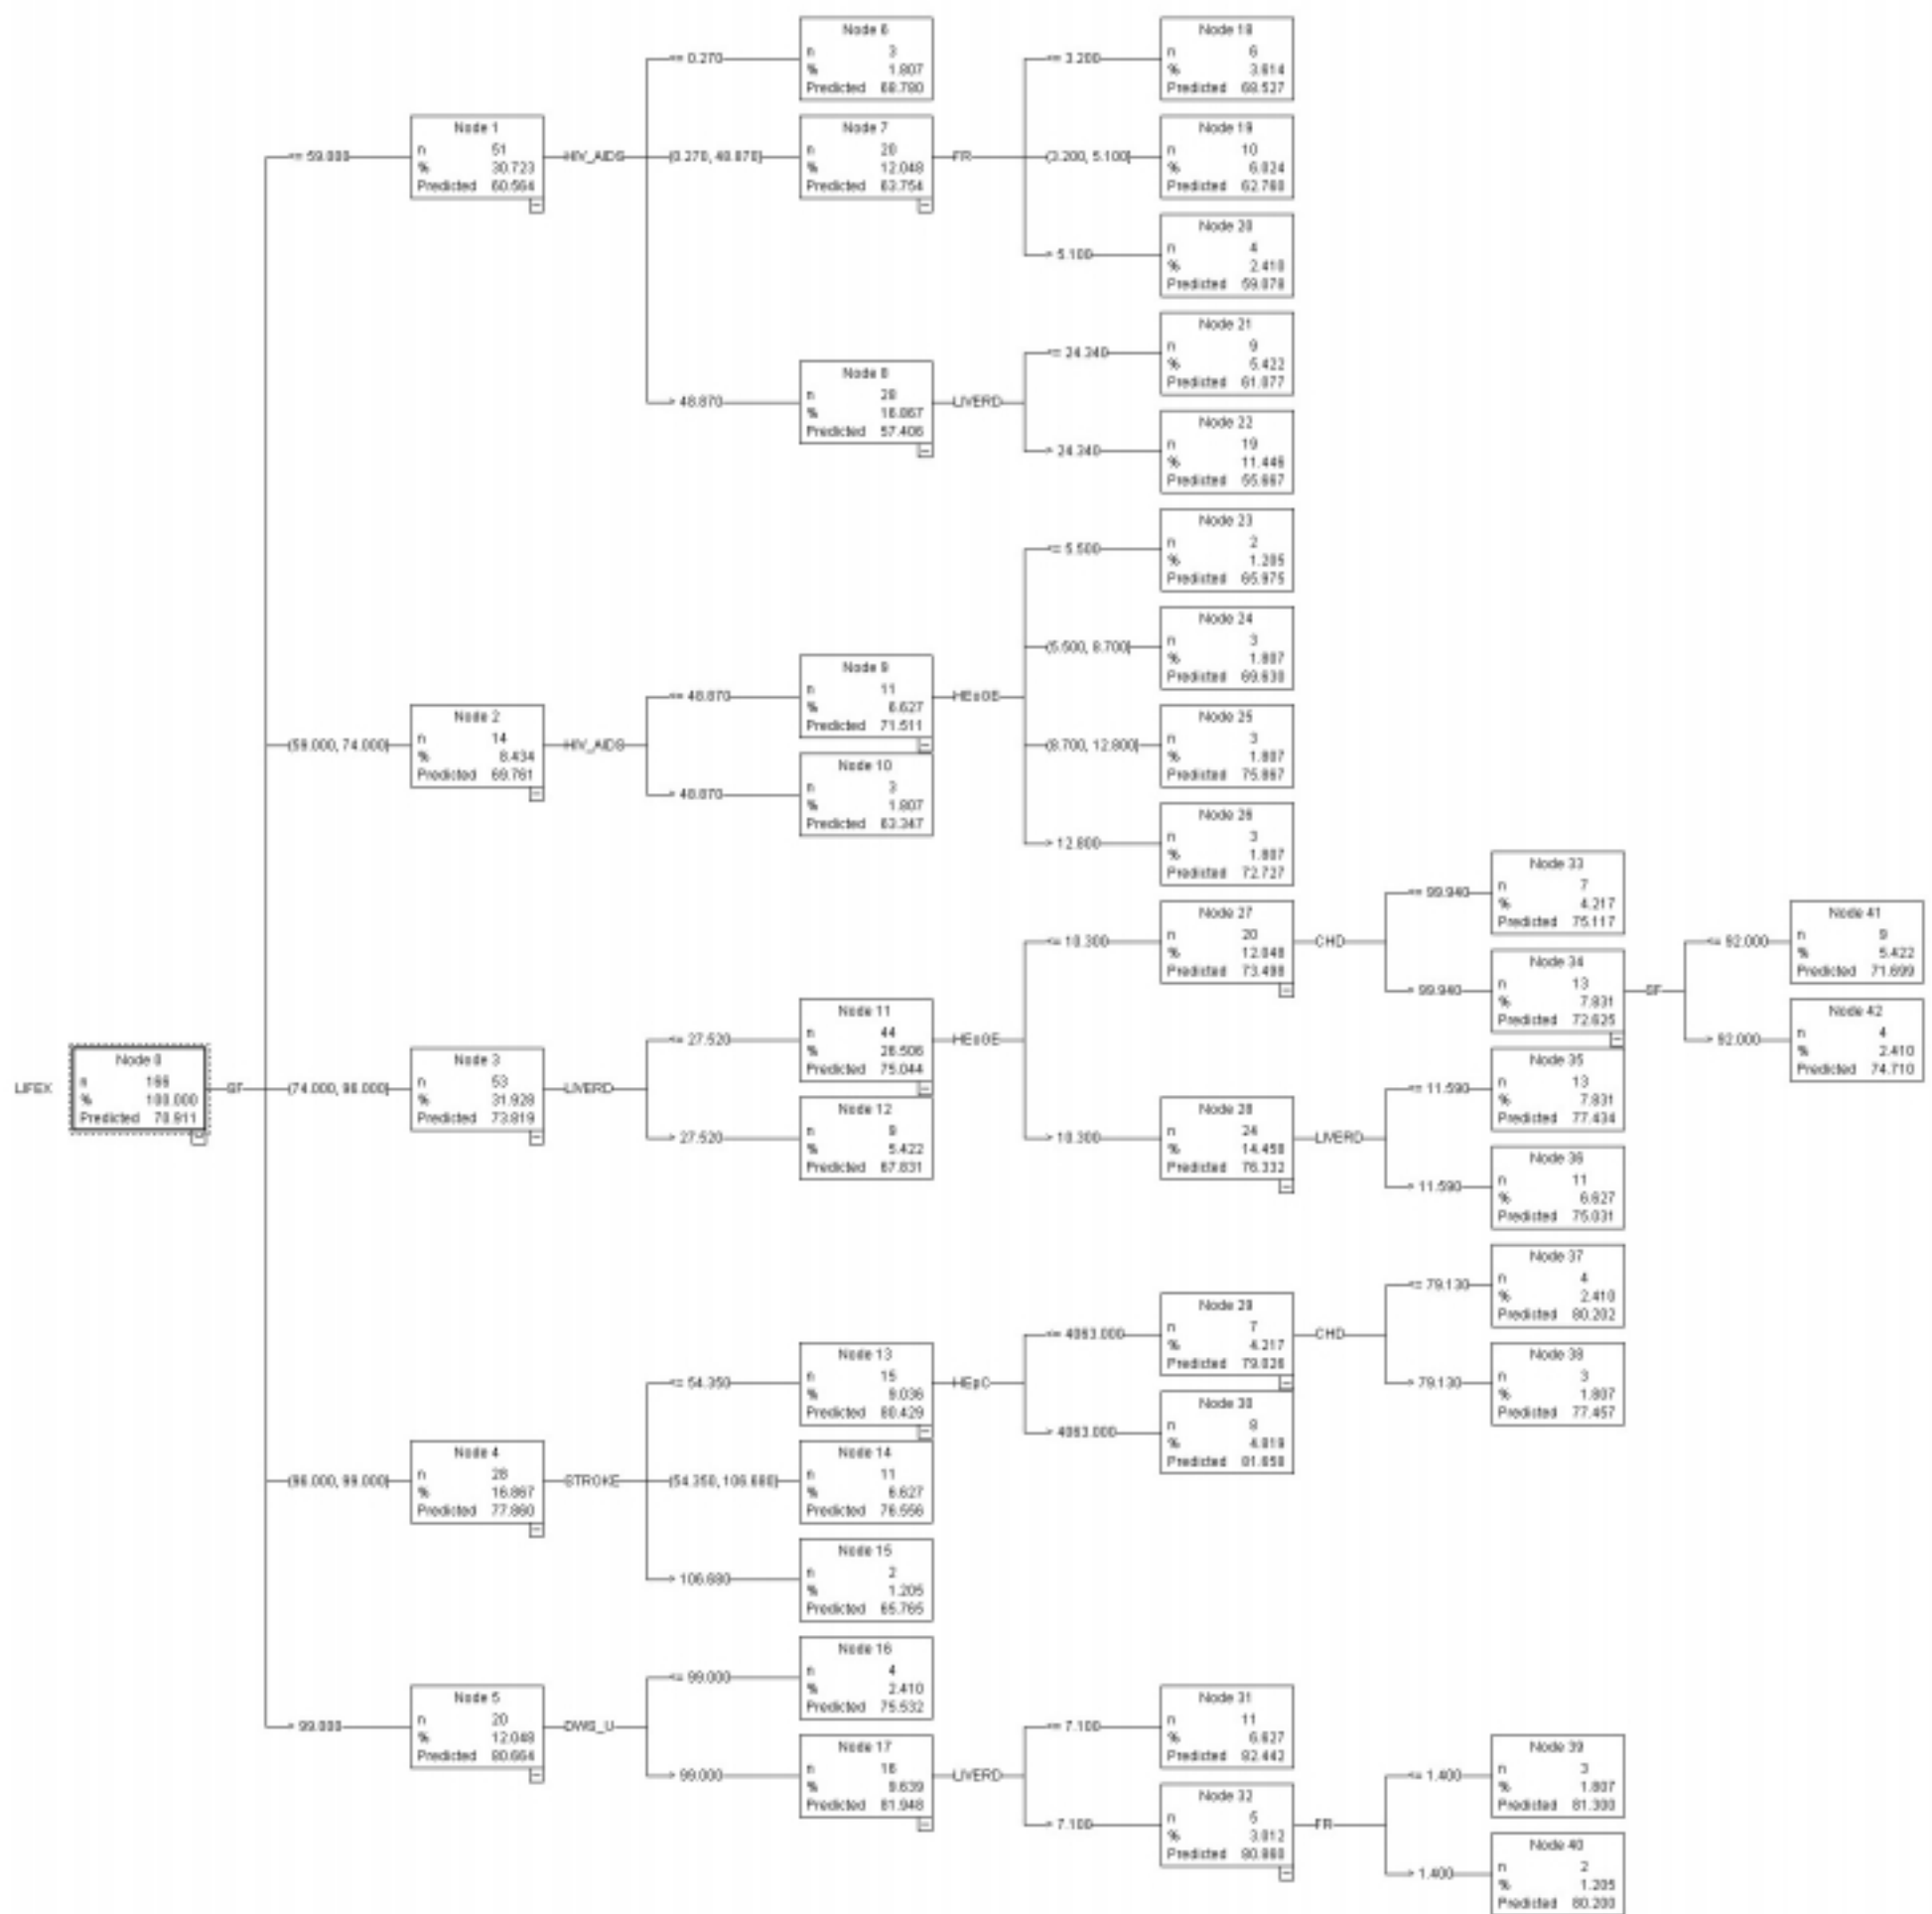 LIFEX
Node 0
n 166
% 100.000
Predicted 70.911
<= 59.000
(59.000, 74.000]
(74.000, 96.000]
(96.000, 99.000]
> 99.000
Node 1
n 51
% 30.723
Predicted 60.564
HIV_AIDS
Node 2
n 14
% 8.434
Predicted 69.761
HIV_AIDS
Node 3
n 53
% 31.928
Predicted 73.819
LIVERD
Node 4
n 28
% 16.867
Predicted 77.860
STROKE
Node 5
n 20
% 12.048
Predicted 80.664
DWS_U
<= 0.270
Node 6
n 3
% 1.807
Predicted 68.780
Node 7
n 20
% 12.048
Predicted 63.754
FR
> 48.870
Node 8
n 28
% 16.867
Predicted 57.406
LIVERD
<= 48.870
Node 9
n 11
% 6.627
Predicted 71.511
HEoGE
> 48.870
Node 10
n 3
% 1.807
Predicted 63.347
<= 27.520
Node 11
n 44
% 26.506
Predicted 75.044
HEoGE
> 27.520
Node 12
n 9
% 5.422
Predicted 67.831
<= 54.350
Node 13
n 15
% 9.036
Predicted 80.429
HEpC
(54.350, 106.680]
Node 14
n 11
% 6.627
Predicted 76.556
> 106.680
Node 15
n 2
% 1.205
Predicted 65.765
<= 99.000
Node 16
n 4
% 2.410
Predicted 75.532
> 99.000
Node 17
n 16
% 9.639
Predicted 81.948
LIVERD
<= 3.200
Node 18
n 6
% 3.614
Predicted 68.527
(3.200, 5.100]
Node 19
n 10
% 6.024
Predicted 62.760
> 5.100
Node 20
n 4
% 2.410
Predicted 59.078
<= 24.340
Node 21
n 9
% 5.422
Predicted 61.077
> 24.340
Node 22
n 19
% 11.446
Predicted 55.667
<= 5.500
Node 23
n 2
% 1.205
Predicted 65.975
(5.500, 8.700]
Node 24
n 3
% 1.807
Predicted 69.630
(8.700, 12.800]
Node 25
n 3
% 1.807
Predicted 75.867
> 12.800
Node 26
n 3
% 1.807
Predicted 72.727
<= 10.300
Node 27
n 20
% 12.048
Predicted 73.498
CHD
> 10.300
Node 28
n 24
% 14.458
Predicted 76.332
LIVERD
<= 4063.000
Node 29
n 7
% 4.217
Predicted 79.026
CHD
> 4063.000
Node 30
n 8
% 4.819
Predicted 81.658
<= 7.100
Node 31
n 11
% 6.627
Predicted 82.442
> 7.100
Node 32
n 5
% 3.012
Predicted 80.860
FR
<= 99.940
Node 33
n 7
% 4.217
Predicted 75.117
> 99.940
Node 34
n 13
% 7.831
Predicted 72.625
<= 11.590
Node 35
n 13
% 7.831
Predicted 77.434
> 11.590
Node 36
n 11
% 6.627
Predicted 75.031
<= 79.130
Node 37
n 4
% 2.410
Predicted 80.202
> 79.130
Node 38
n 3
% 1.807
Predicted 77.457
<= 1.400
Node 39
n 3
% 1.807
Predicted 81.300
> 1.400
Node 40
n 2
% 1.205
Predicted 80.200
<= 92.000
Node 41
n 9
% 5.422
Predicted 71.699
> 92.000
Node 42
n 4
% 2.410
Predicted 74.710